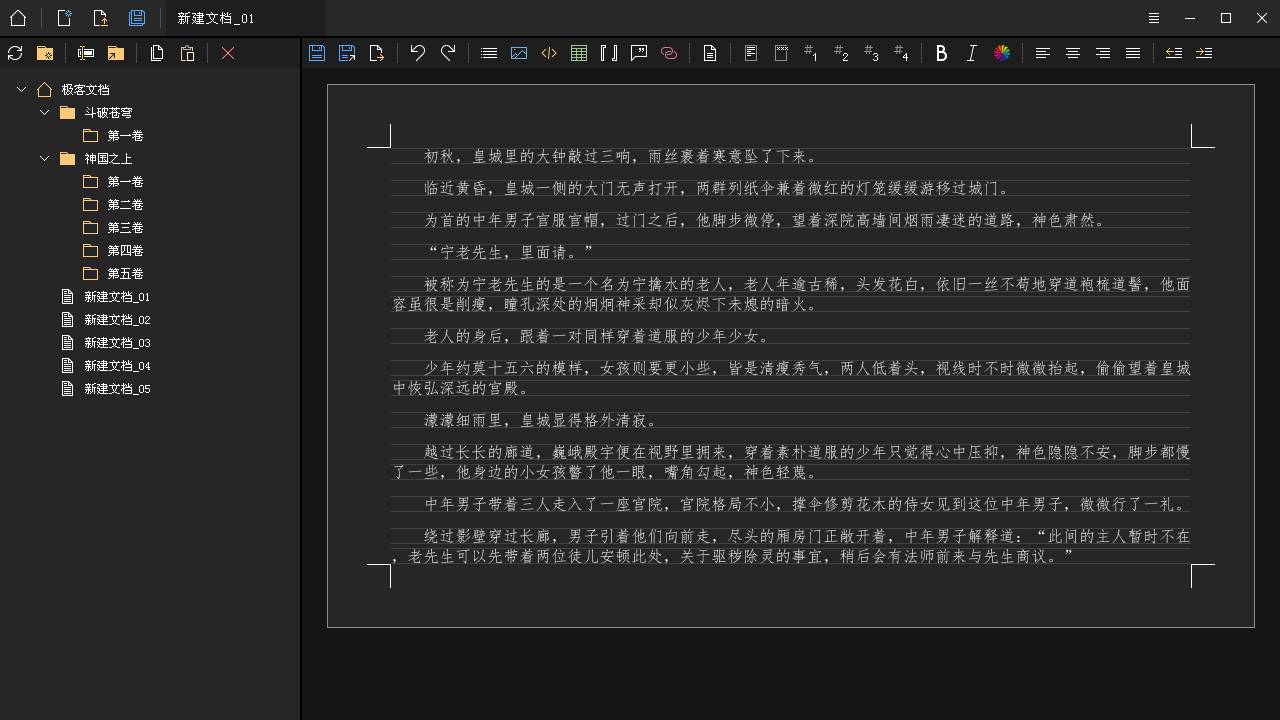 新建文档_01
#1 #2 #3 #4 B I
极客文档
斗破苍穹
第一卷
神国之上
第一卷
第二卷
第三卷
第四卷
第五卷
新建文档_01
新建文档_02
新建文档_03
新建文档_04
新建文档_05
初秋，皇城里的大钟敲过三响，雨丝裹着寒意坠了下来。
临近黄昏，皇城一侧的大门无声打开，两群列纸伞兼着微红的灯笼缓缓游移过城门。
为首的中年男子官服官帽，过门之后，他脚步微停，望着深院高墙间烟雨凄迷的道路，神色肃然。
“宁老先生，里面请。”
被称为宁老先生的是一个名为宁擒水的老人，老人年逾古稀，头发花白，依旧一丝不苟地穿道袍梳道髻，他面
容虽很是削瘦，瞳孔深处的炯炯神采却似灰烬下未熄的暗火。
老人的身后，跟着一对同样穿着道服的少年少女。
少年约莫十五六的模样，女孩则要更小些，皆是清瘦秀气，两人低着头，视线时不时微微抬起，偷偷望着皇城
中恢弘深远的宫殿。
濛濛细雨里，皇城显得格外清寂。
越过长长的廊道，巍峨殿宇便在视野里拥来，穿着素朴道服的少年只觉得心中压抑，神色隐隐不安，脚步都慢
了一些，他身边的小女孩瞥了他一眼，嘴角勾起，神色轻蔑。
中年男子带着三人走入了一座宫院，宫院格局不小，撑伞修剪花木的侍女见到这位中年男子，微微行了一礼。
绕过影壁穿过长廊，男子引着他们向前走，尽头的厢房门正敞开着，中年男子解释道：“此间的主人暂时不在
，老先生可以先带着两位徒儿安顿此处，关于驱秽除灵的事宜，稍后会有法师前来与先生商议。”